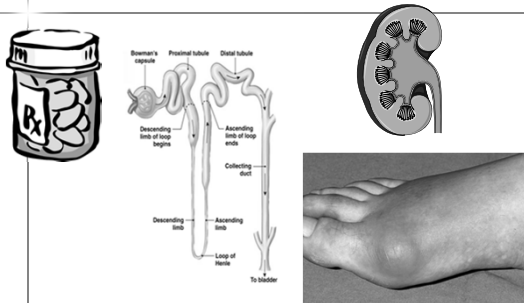 Rx
Bowman's
capsule
Proximal tubule
Distal tubule
Descending
limb of loop
begins
Ascending
limb of loop
ends
Collecting
duct
Descending
limb
Ascending
limb
Loop of
Henle
To bladder